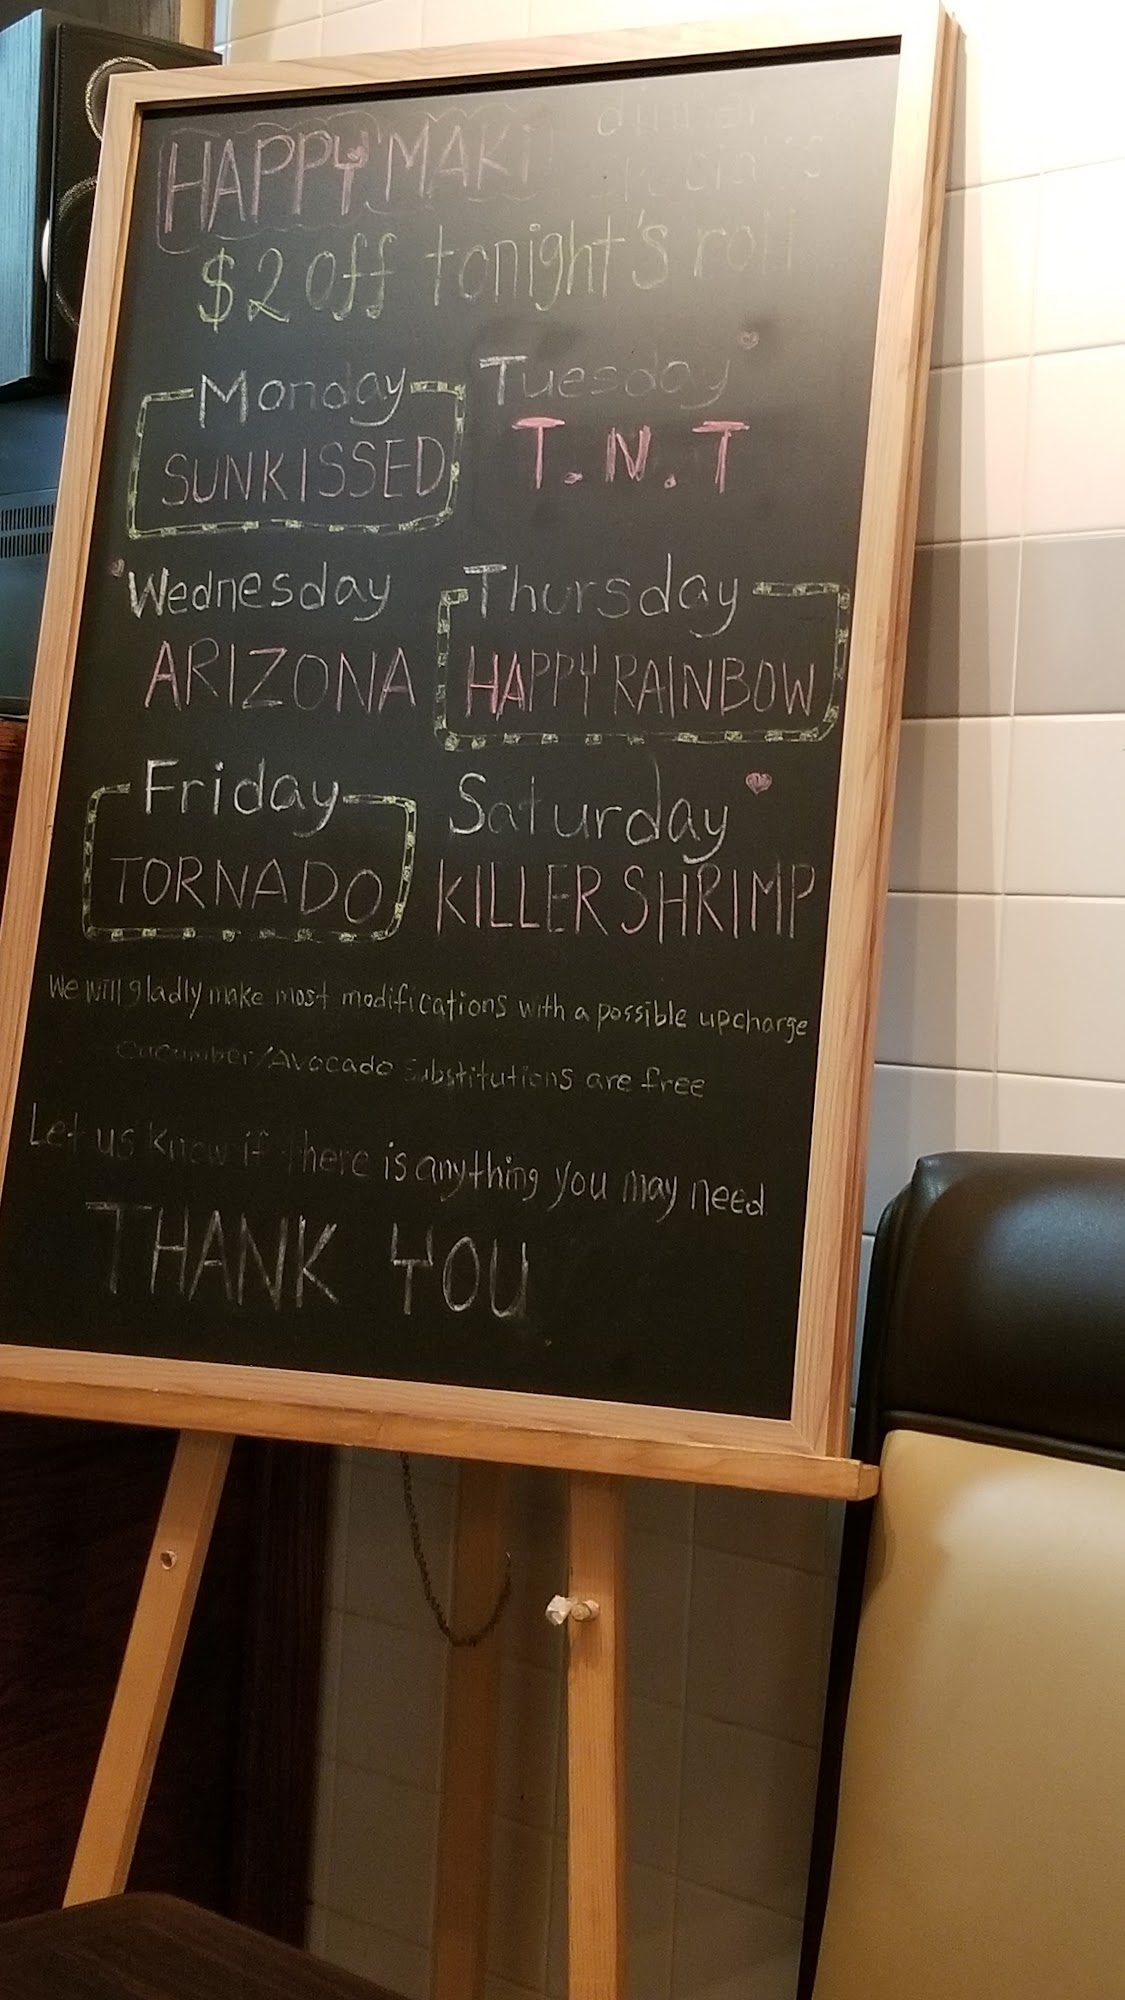 HAPPY MAKi dinner specials
$2 off tonight's roll
Monday
SUNKISSED
Tuesday
T.N.T
Wednesday
ARIZONA
Thursday
HAPPY RAINBOW
Friday
TORNADO
Saturday
KILLER SHRIMP
We Will gladly make most modifications with a possible upcharge
Cucumber/Avocado Substitutions are free
Let us know if there is anything you may need
THANK YOU